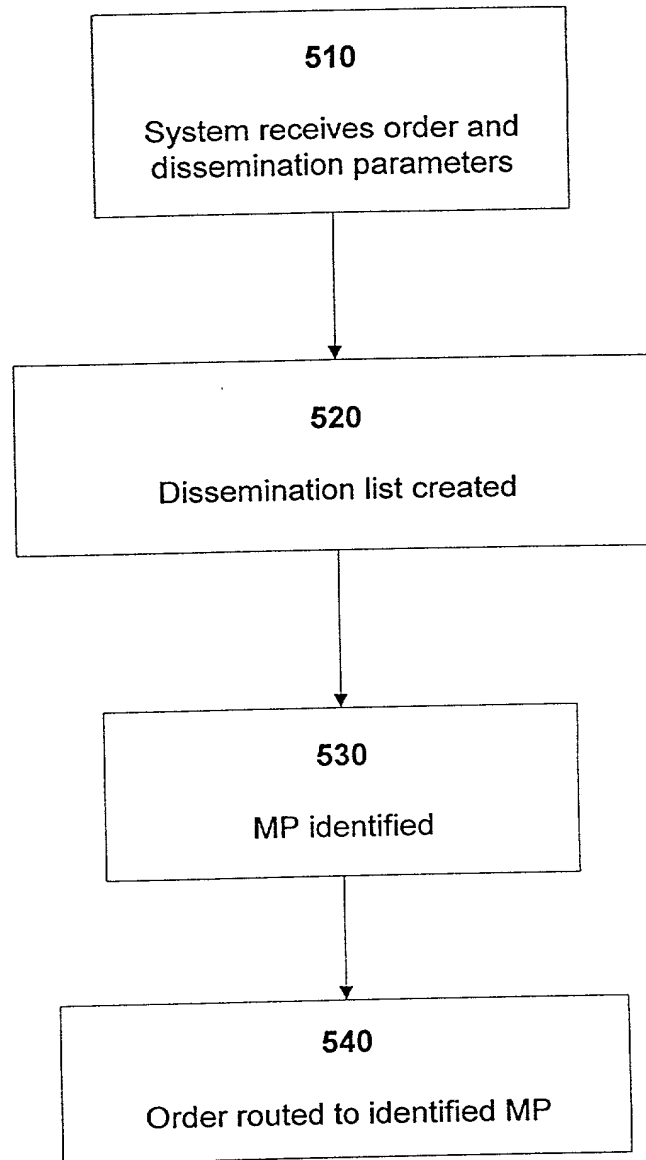 510
System receives order and
dissemination parameters
520
Dissemination list created
530
MP identified
540
Order routed to identified MP